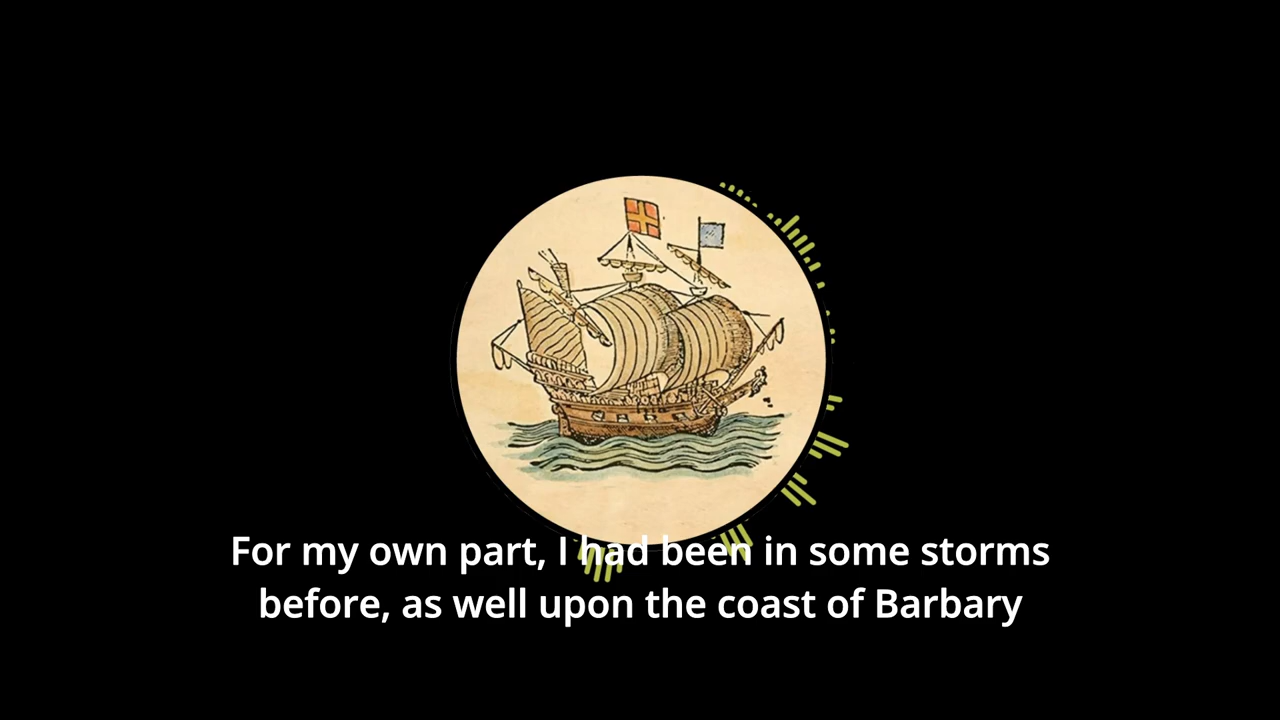 For my own part, I had been in some storms
before, as well upon the coast of Barbary